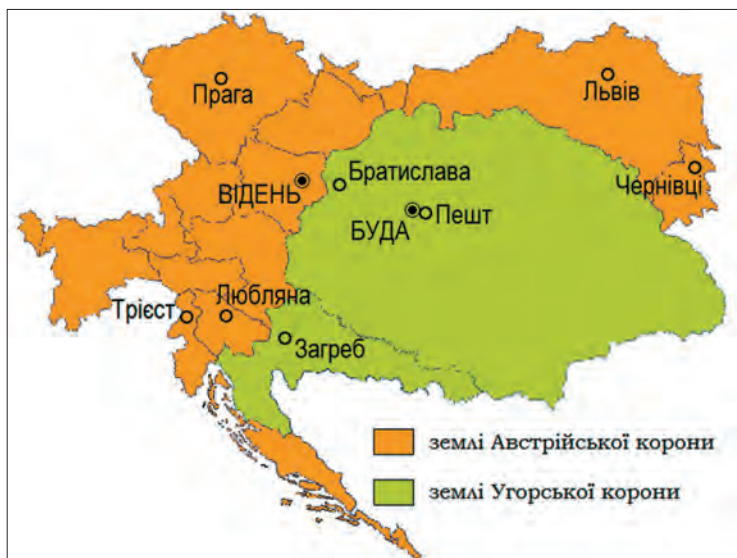 Прага
Львів
Братислава
ВІДЕНЬ
Чернівці
Пешт
БУДА
Трієст
Любляна
Загреб
землі Австрійської корони
землі Угорської корони